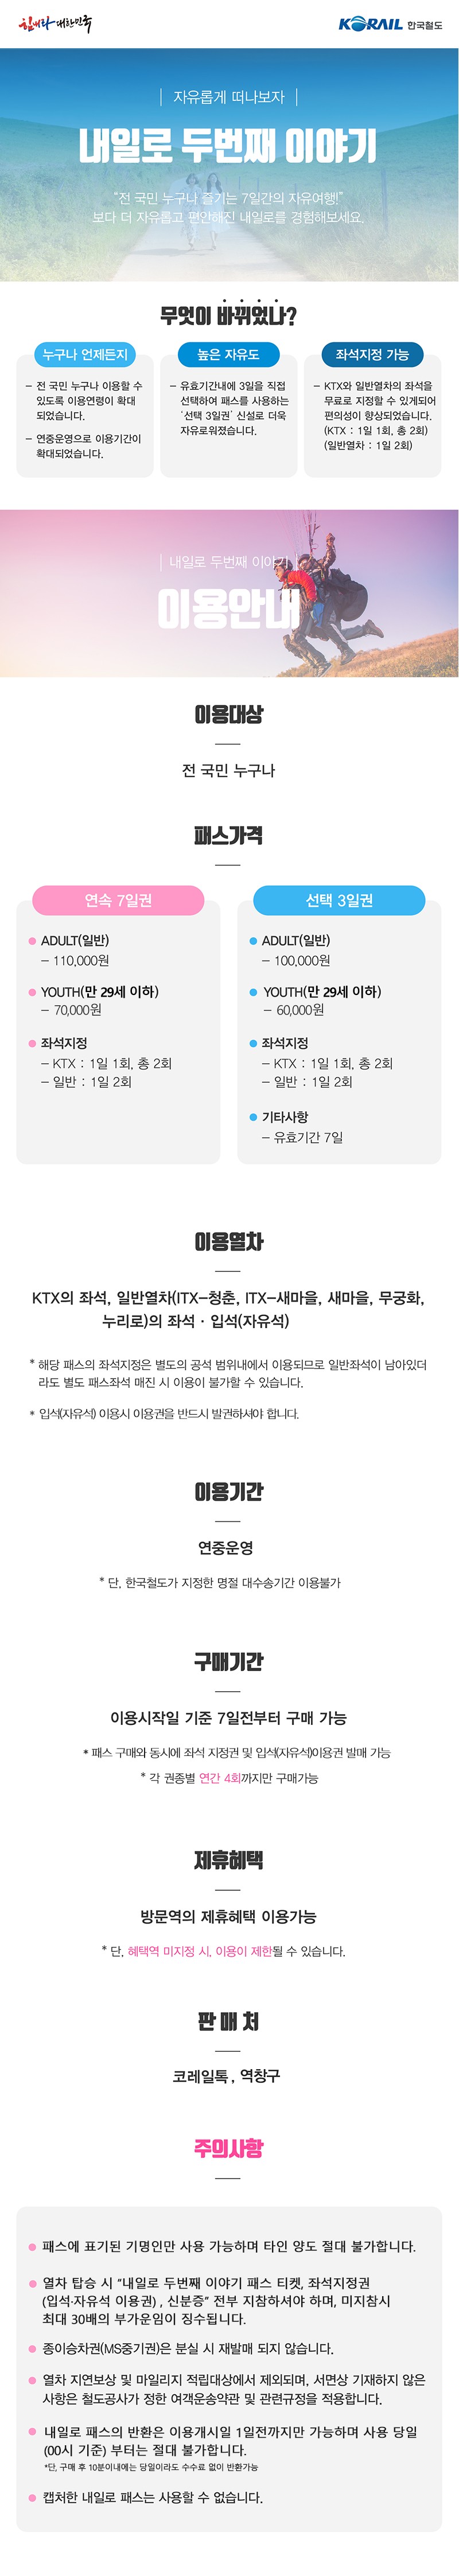 힘내라 대한민국
KORAIL 한국철도
자유롭게 떠나보자
내일로 두번째 이야기
“전 국민 누구나 즐기는 7일간의 자유여행!”
보다 더 자유롭고 편안해진 내일로를 경험해보세요.
무엇이 바뀌었나?
누구나 언제든지
– 전 국민 누구나 이용할 수
있도록 이용연령이 확대
되었습니다.
– 연중운영으로 이용기간이
확대되었습니다.
높은 자유도
– 유효기간내에 3일을 직접
선택하여 패스를 사용하는
‘선택 3일권’ 신설로 더욱
자유로워졌습니다.
좌석지정 가능
– KTX와 일반열차의 좌석을
무료로 지정할 수 있게되어
편의성이 향상되었습니다.
(KTX : 1일 1회, 총 2회)
(일반열차 : 1일 2회)
내일로 두번째 이야기
이용안내
이용대상
전 국민 누구나
패스가격
연속 7일권
ADULT(일반)
– 110,000원
YOUTH(만 29세 이하)
– 70,000원
좌석지정
– KTX : 1일 1회, 총 2회
– 일반 : 1일 2회
선택 3일권
ADULT(일반)
– 100,000원
YOUTH(만 29세 이하)
– 60,000원
좌석지정
– KTX : 1일 1회, 총 2회
– 일반 : 1일 2회
기타사항
– 유효기간 7일
이용열차
KTX의 좌석, 일반열차(ITX–청춘, ITX–새마을, 새마을, 무궁화,
누리로)의 좌석 · 입석(자유석)
* 해당 패스의 좌석지정은 별도의 공석 범위내에서 이용되므로 일반좌석이 남아있더
라도 별도 패스좌석 매진 시 이용이 불가할 수 있습니다.
* 입석(자유석) 이용시 이용권을 반드시 발권하셔야 합니다.
이용기간
연중운영
* 단, 한국철도가 지정한 명절 대수송기간 이용불가
구매기간
이용시작일 기준 7일전부터 구매 가능
* 패스 구매와 동시에 좌석 지정권 및 입석(자유석)이용권 발매 가능
* 각 권종별 연간 4회까지만 구매가능
제휴혜택
방문역의 제휴혜택 이용가능
* 단, 혜택역 미지정 시, 이용이 제한될 수 있습니다.
판 매 처
코레일톡, 역창구
주의사항
패스에 표기된 기명인만 사용 가능하며 타인 양도 절대 불가합니다.
열차 탑승 시 “내일로 두번째 이야기 패스 티켓, 좌석지정권
(입석·자유석 이용권) , 신분증” 전부 지참하셔야 하며, 미지참시
최대 30배의 부가운임이 징수됩니다.
종이승차권(MS중기권)은 분실 시 재발매 되지 않습니다.
열차 지연보상 및 마일리지 적립대상에서 제외되며, 서면상 기재하지 않은
사항은 철도공사가 정한 여객운송약관 및 관련규정을 적용합니다.
내일로 패스의 반환은 이용개시일 1일전까지만 가능하며 사용 당일
(00시 기준) 부터는 절대 불가합니다.
*단, 구매 후 10분이내에는 당일이라도 수수료 없이 반환가능
캡처한 내일로 패스는 사용할 수 없습니다.